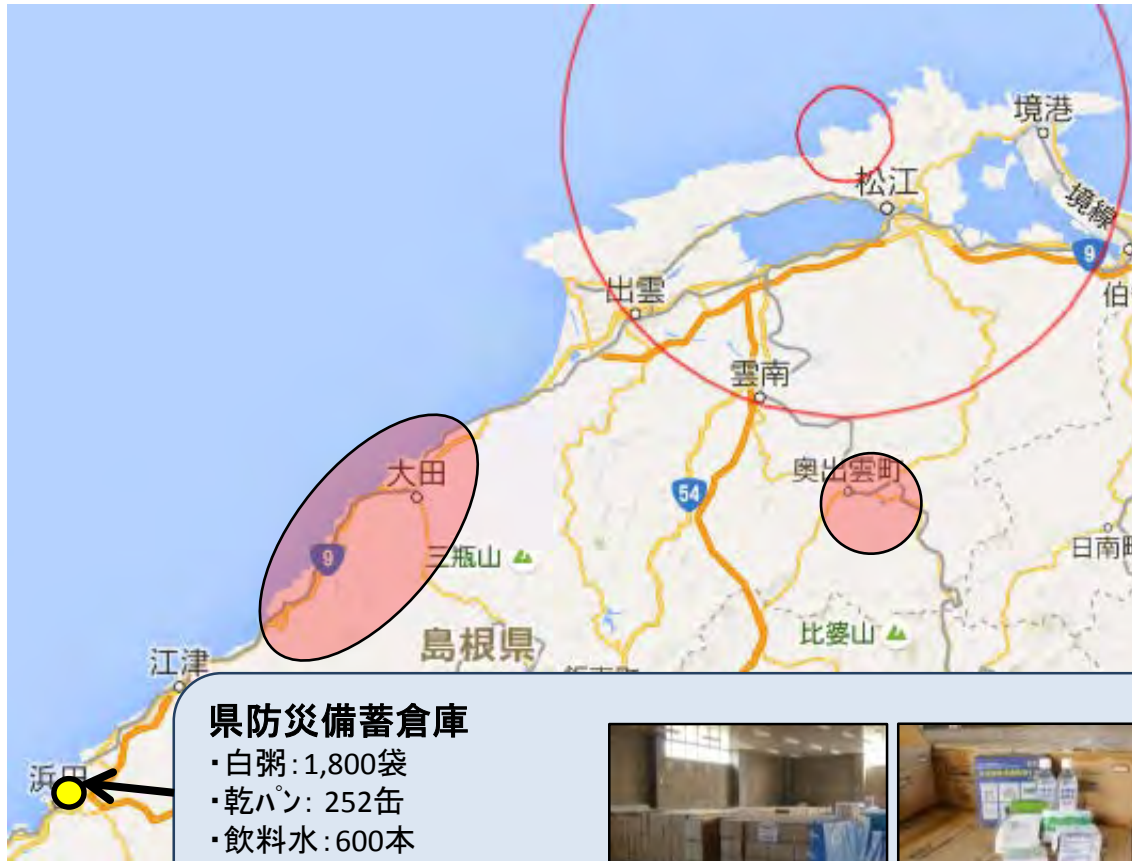 境港
松江
境線
9
伯
出雲
雲南
奥出雲町
大田
54
9
三瓶山
日南町
比婆山
島根県
江津
県防災備蓄倉庫
・白粥:1,800袋
・乾パン: 252缶
・飲料水:600本
浜田